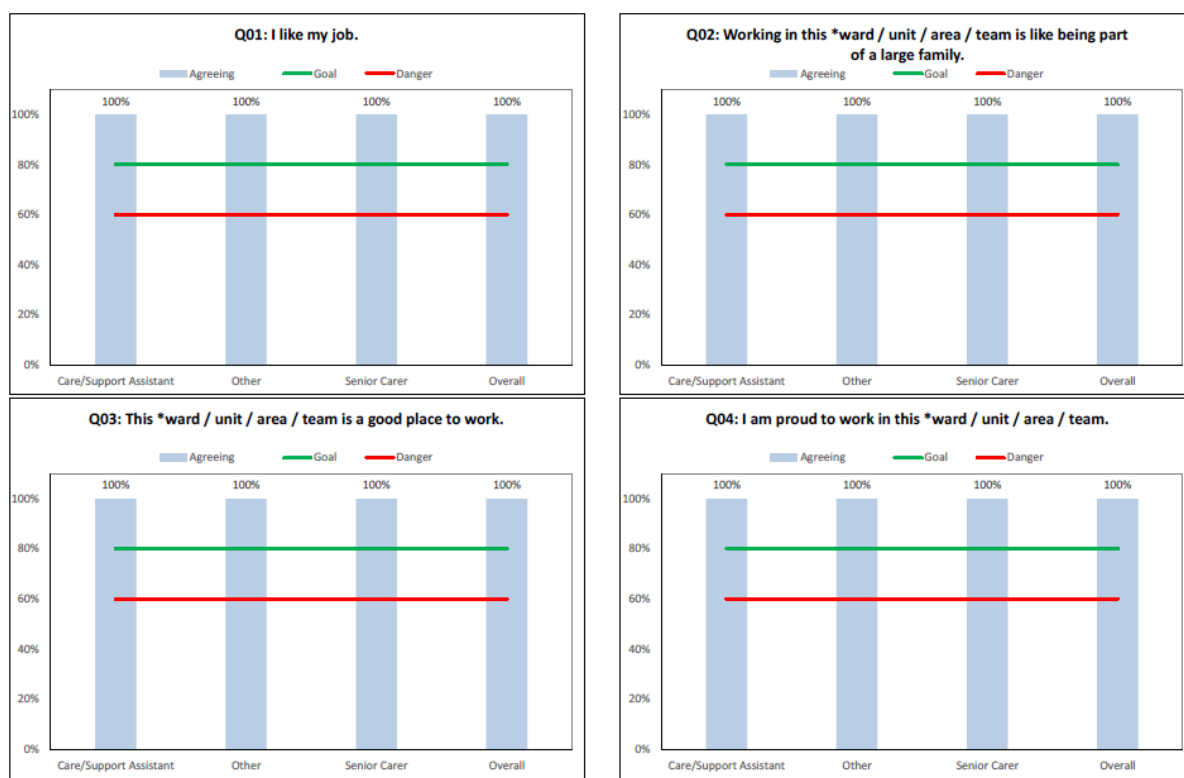 Q01: I like my job.
Agreeing Goal Danger
100% 100% 100% 100%
100%
80%
60%
40%
20%
0%
Care/Support Assistant Other Senior Carer Overall
Q02: Working in this *ward / unit / area / team is like being part
of a large family.
Agreeing Goal Danger
100% 100% 100% 100%
100%
80%
60%
40%
20%
0%
Care/Support Assistant Other Senior Carer Overall
Q03: This *ward / unit / area / team is a good place to work.
Agreeing Goal Danger
100% 100% 100% 100%
100%
80%
60%
40%
20%
0%
Care/Support Assistant Other Senior Carer Overall
Q04: I am proud to work in this *ward / unit / area / team.
Agreeing Goal Danger
100% 100% 100% 100%
100%
80%
60%
40%
20%
0%
Care/Support Assistant Other Senior Carer Overall